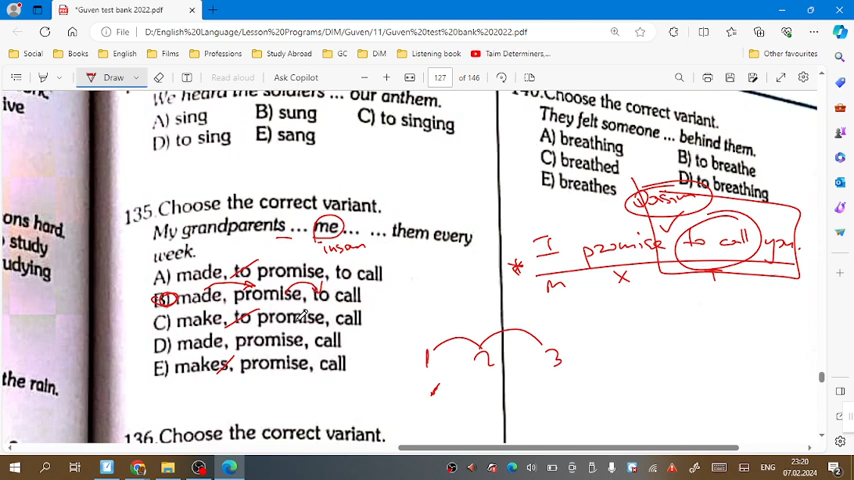 *Guven test bank 2022.pdf
File
D:/English%20Language/Lesson%20Programs/DiM/Guven/11/Guven%20test%20bank%202022.pdf
Social
Books
English
Films
Professions
Study Abroad
GC
DiM
Listening book
Taim Determiners,...
Other favourites
Draw
Read aloud
Ask Copilot
127 of 146
ive
ons hard.
study
udying
the rain.
We heard the soldiers ... our anthem.
A) sing B) sung C) to singing
D) to sing E) sang
135.Choose the correct variant.
My grandparents ... me ... ... them every
insan
week.
A) made, to promise, to call
B) made, promise, to call
C) make, to promise, call
D) made, promise, call
E) makes, promise, call
136.Choose the correct variant.
140.Choose the correct variant.
They felt someone ... behind them.
A) breathing B) to breathe
C) breathed D) to breathing
E) breathes
* I promise to call you.
M X T
1 2 3
ENG
23:20
07.02.2024